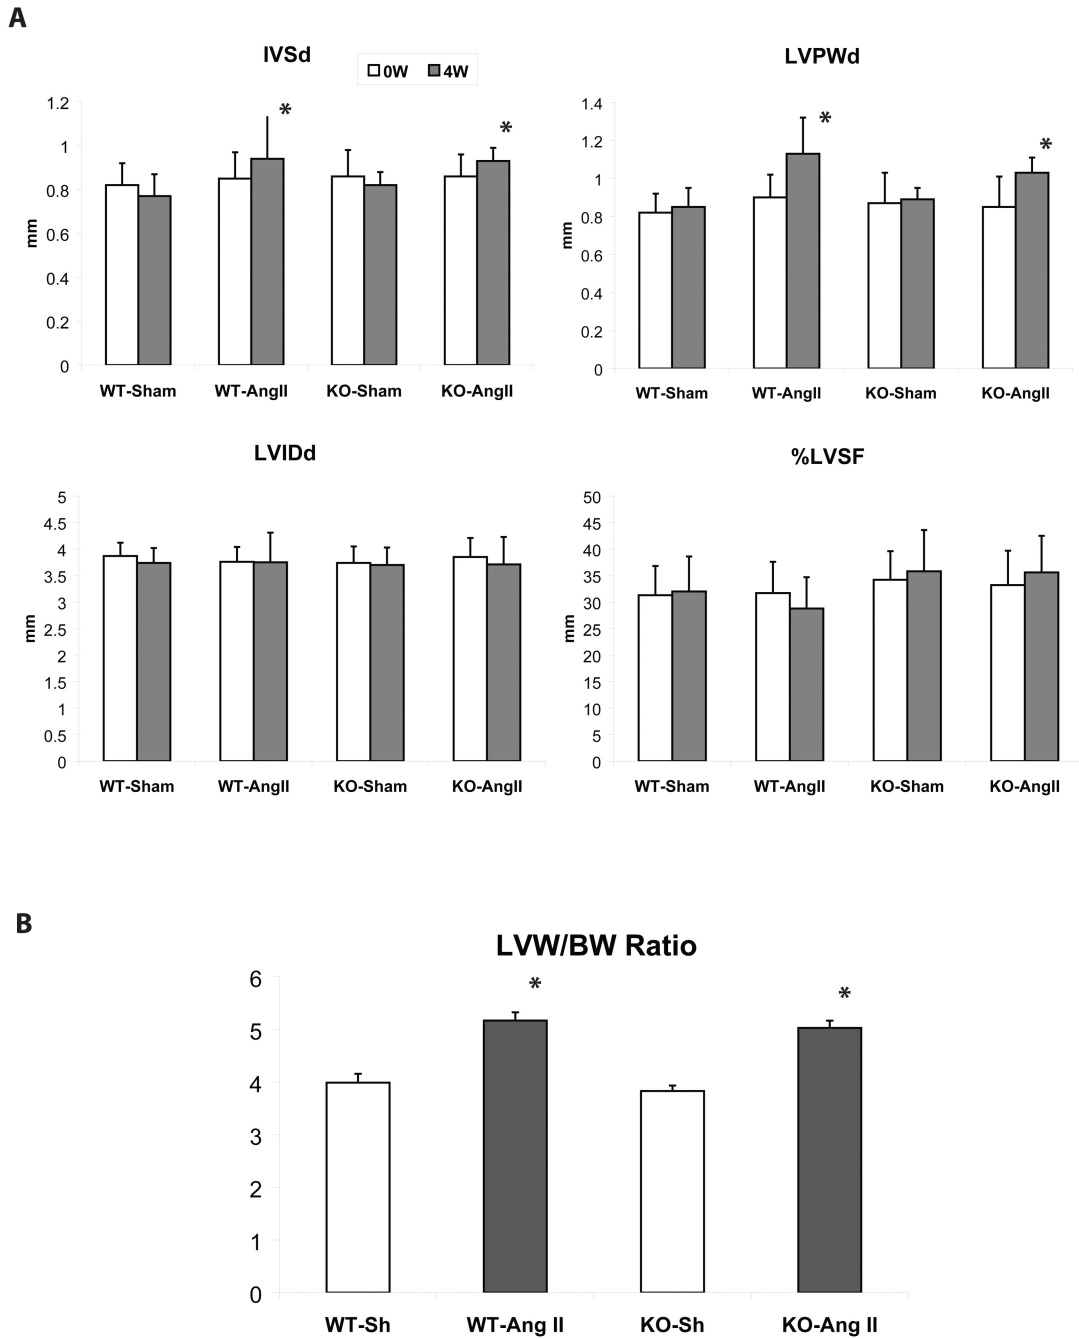 A
IVSd
0W 4W
*
*
1.2
1
0.8
0.6
0.4
0.2
0
mm
WT-Sham WT-AngII KO-Sham KO-AngII
LVPWd
*
*
1.4
1.2
1
0.8
0.6
0.4
0.2
0
mm
WT-Sham WT-AngII KO-Sham KO-AngII
LVIDd
5
4.5
4
3.5
3
2.5
2
1.5
1
0.5
0
mm
WT-Sham WT-AngII KO-Sham KO-AngII
%LVSF
50
45
40
35
30
25
20
15
10
5
0
mm
WT-Sham WT-AngII KO-Sham KO-AngII
B
LVW/BW Ratio
*
*
6
5
4
3
2
1
0
WT-Sh WT-Ang II KO-Sh KO-Ang II